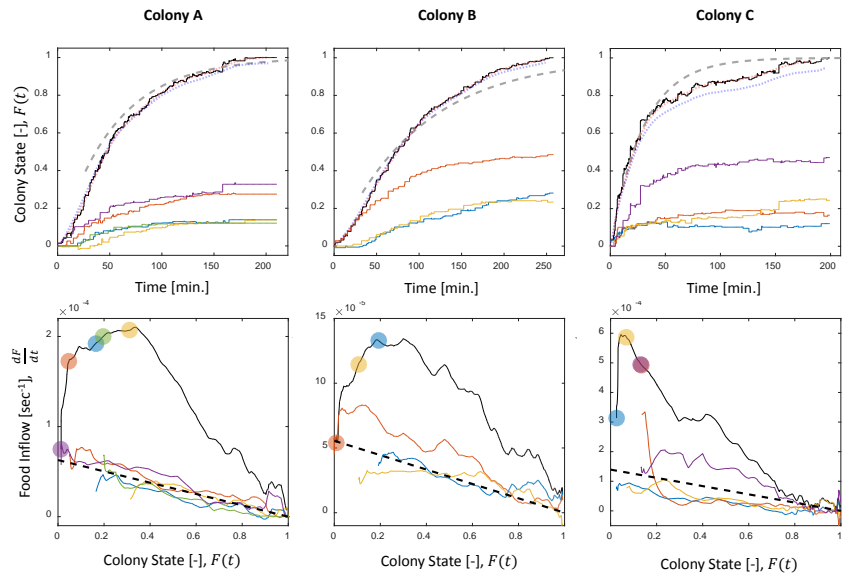 Colony A
Colony B
Colony C
Colony State [-], F(t)
1
0.8
0.6
0.4
0.2
0
0 50 100 150 200
Time [min.]
1
0.8
0.6
0.4
0.2
0
0 50 100 150 200 250
Time [min.]
1
0.8
0.6
0.4
0.2
0
0 50 100 150 200
Time [min.]
Food Inflow [sec⁻¹], dF/dt
× 10⁻⁴
2
1
0
0 0.2 0.4 0.6 0.8 1
Colony State [-], F(t)
× 10⁻⁵
15
10
5
0
0 0.2 0.4 0.6 0.8 1
Colony State [-], F(t)
× 10⁻⁴
6
5
4
3
2
1
0
0 0.2 0.4 0.6 0.8 1
Colony State [-], F(t)